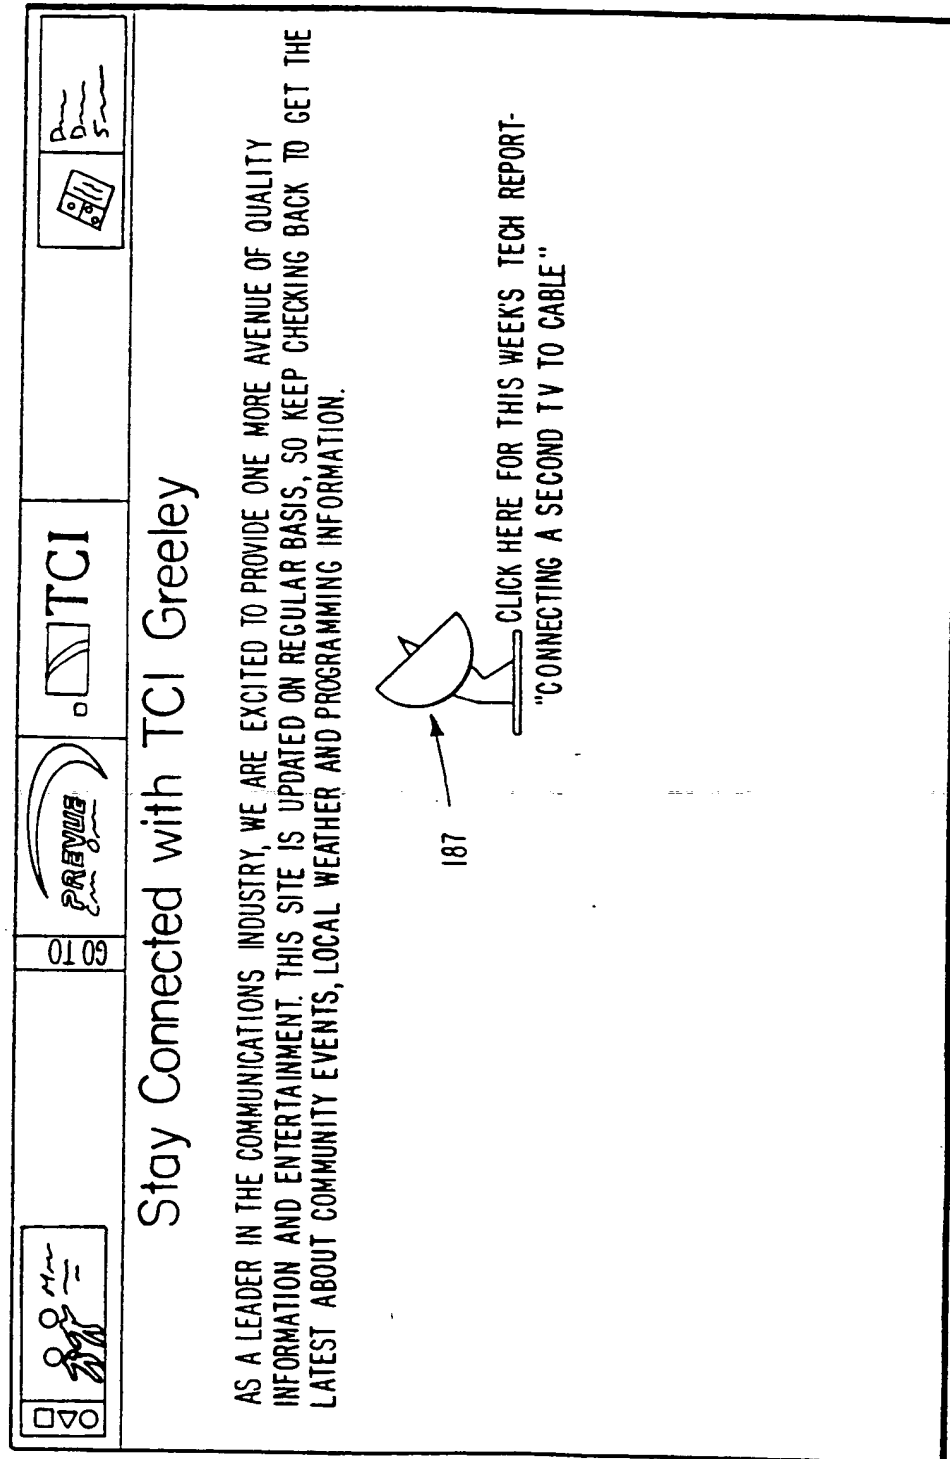 GO TO
PREVUE
TCI
Stay Connected with TCI Greeley
AS A LEADER IN THE COMMUNICATIONS INDUSTRY, WE ARE EXCITED TO PROVIDE ONE MORE AVENUE OF QUALITY
INFORMATION AND ENTERTAINMENT. THIS SITE IS UPDATED ON REGULAR BASIS, SO KEEP CHECKING BACK TO GET THE
LATEST ABOUT COMMUNITY EVENTS, LOCAL WEATHER AND PROGRAMMING INFORMATION.
187
CLICK HERE FOR THIS WEEK'S TECH REPORT-
"CONNECTING A SECOND TV TO CABLE"